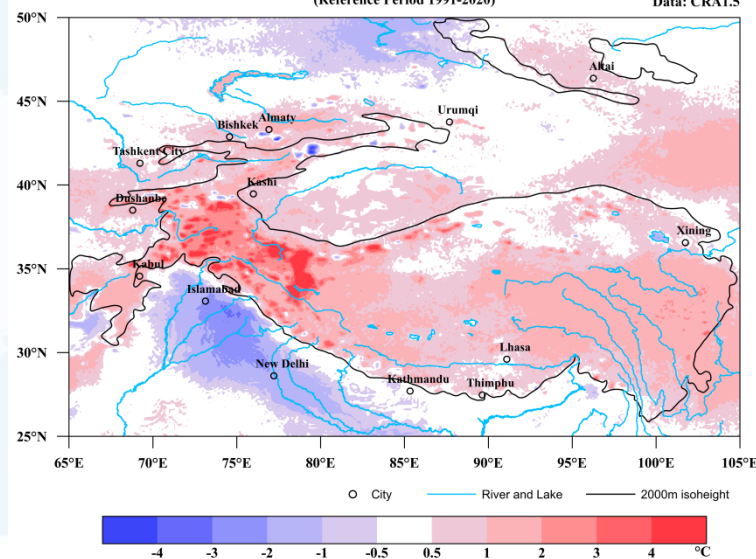 (Reference Period 1991-2020)
Data: CRA1.5
50°N
Altai
45°N
Urumqi
Almaty
Bishkek
Tashkent City
40°N
Kashi
Dushanbe
Xining
35°N
Kabul
Islamabad
30°N
Lhasa
New Delhi
Kathmandu
Thimphu
25°N
65°E 70°E 75°E 80°E 85°E 90°E 95°E 100°E 105°E
City River and Lake 2000m isoheight
-4 -3 -2 -1 -0.5 0.5 1 2 3 4 °C